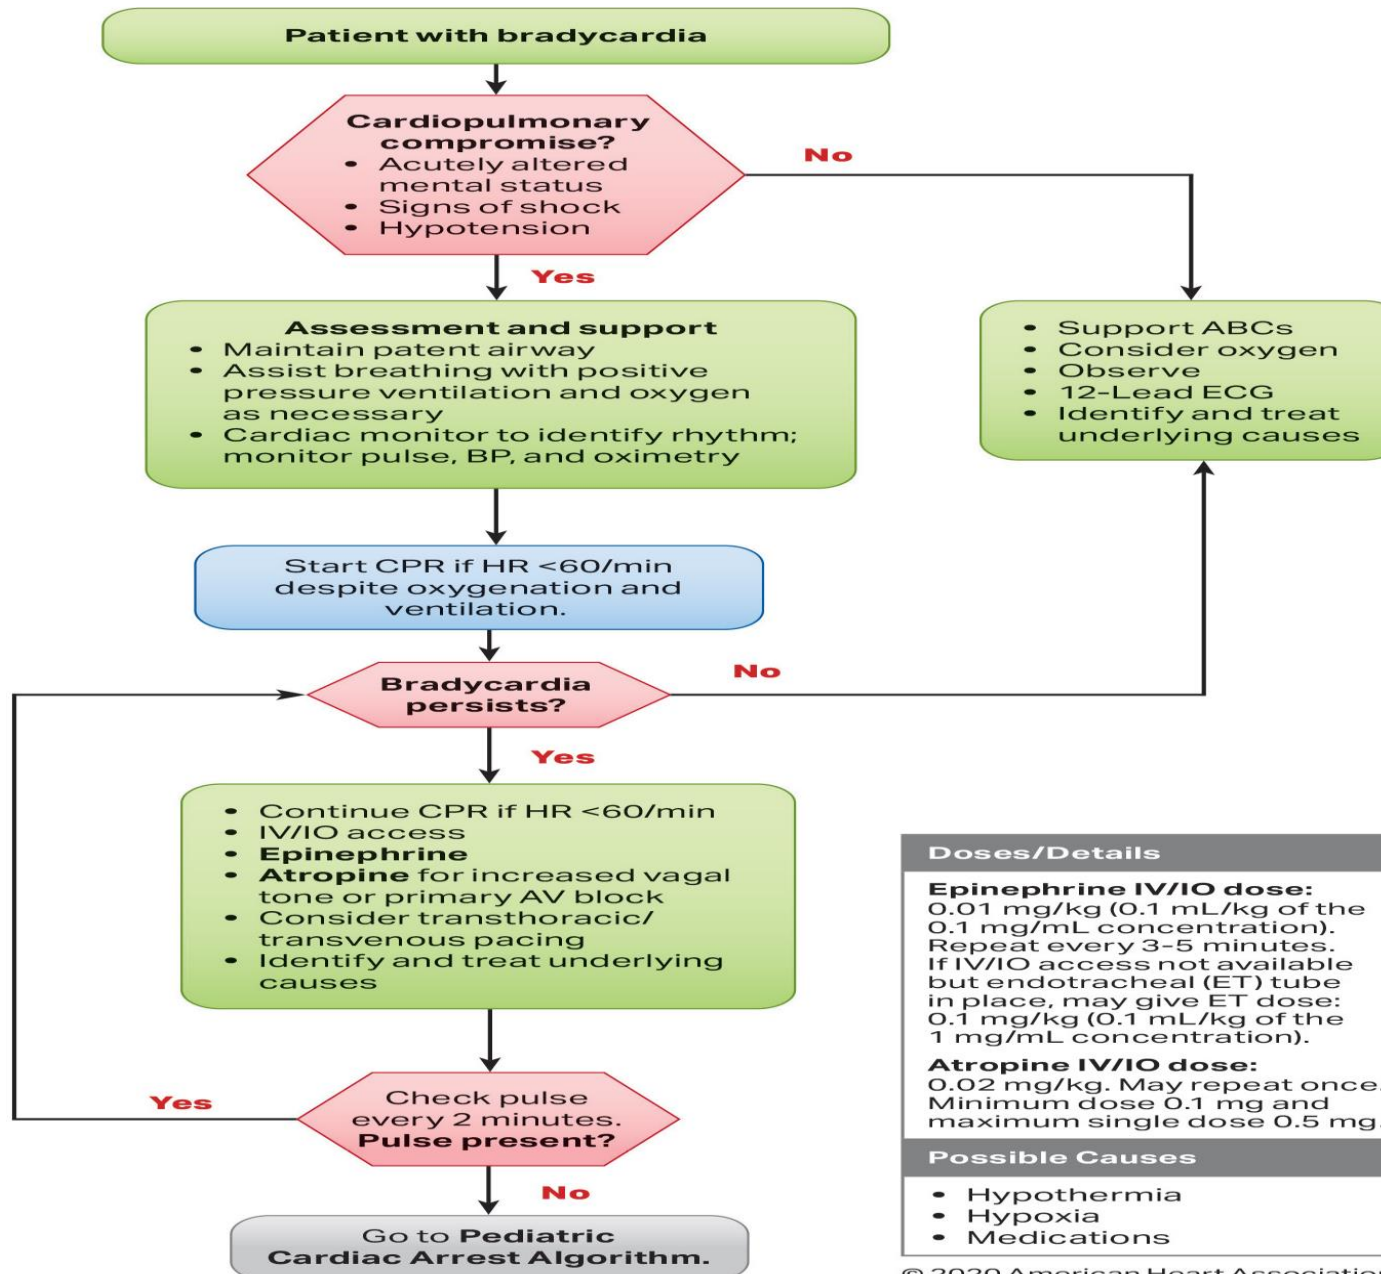 Patient with bradycardia
Cardiopulmonary
compromise?
• Acutely altered
mental status
• Signs of shock
• Hypotension
No
Yes
Assessment and support
• Maintain patent airway
• Assist breathing with positive
pressure ventilation and oxygen
as necessary
• Cardiac monitor to identify rhythm;
monitor pulse, BP, and oximetry
• Support ABCs
• Consider oxygen
• Observe
• 12-Lead ECG
• Identify and treat
underlying causes
Start CPR if HR <60/min
despite oxygenation and
ventilation.
Bradycardia
persists?
No
Yes
• Continue CPR if HR <60/min
• IV/IO access
• Epinephrine
• Atropine for increased vagal
tone or primary AV block
• Consider transthoracic/
transvenous pacing
• Identify and treat underlying
causes
Check pulse
every 2 minutes.
Pulse present?
Yes
No
Go to Pediatric
Cardiac Arrest Algorithm.
Doses/Details
Epinephrine IV/IO dose:
0.01 mg/kg (0.1 mL/kg of the
0.1 mg/mL concentration).
Repeat every 3-5 minutes.
If IV/IO access not available
but endotracheal (ET) tube
in place, may give ET dose:
0.1 mg/kg (0.1 mL/kg of the
1 mg/mL concentration).
Atropine IV/IO dose:
0.02 mg/kg. May repeat once.
Minimum dose 0.1 mg and
maximum single dose 0.5 mg.
Possible Causes
• Hypothermia
• Hypoxia
• Medications
© 2020 American Heart Association